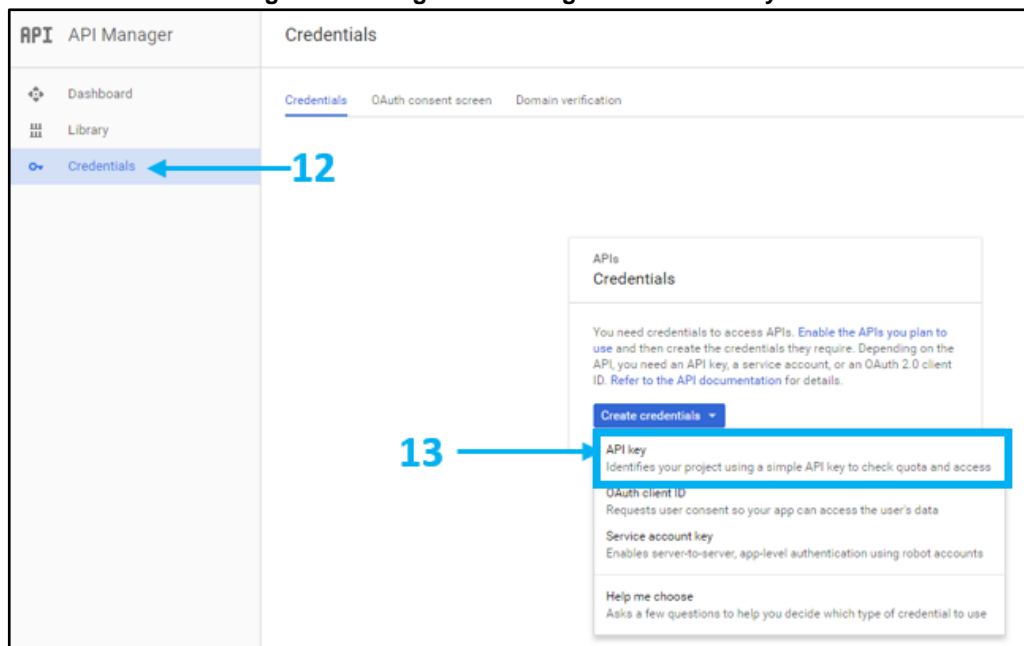 API API Manager
Credentials
Dashboard
Library
Credentials
Credentials OAuth consent screen Domain verification
12
APIs
Credentials
You need credentials to access APIs. Enable the APIs you plan to
use and then create the credentials they require. Depending on the
API, you need an API key, a service account, or an OAuth 2.0 client
ID. Refer to the API documentation for details.
Create credentials
13
API key
Identifies your project using a simple API key to check quota and access
OAuth client ID
Requests user consent so your app can access the user's data
Service account key
Enables server-to-server, app-level authentication using robot accounts
Help me choose
Asks a few questions to help you decide which type of credential to use